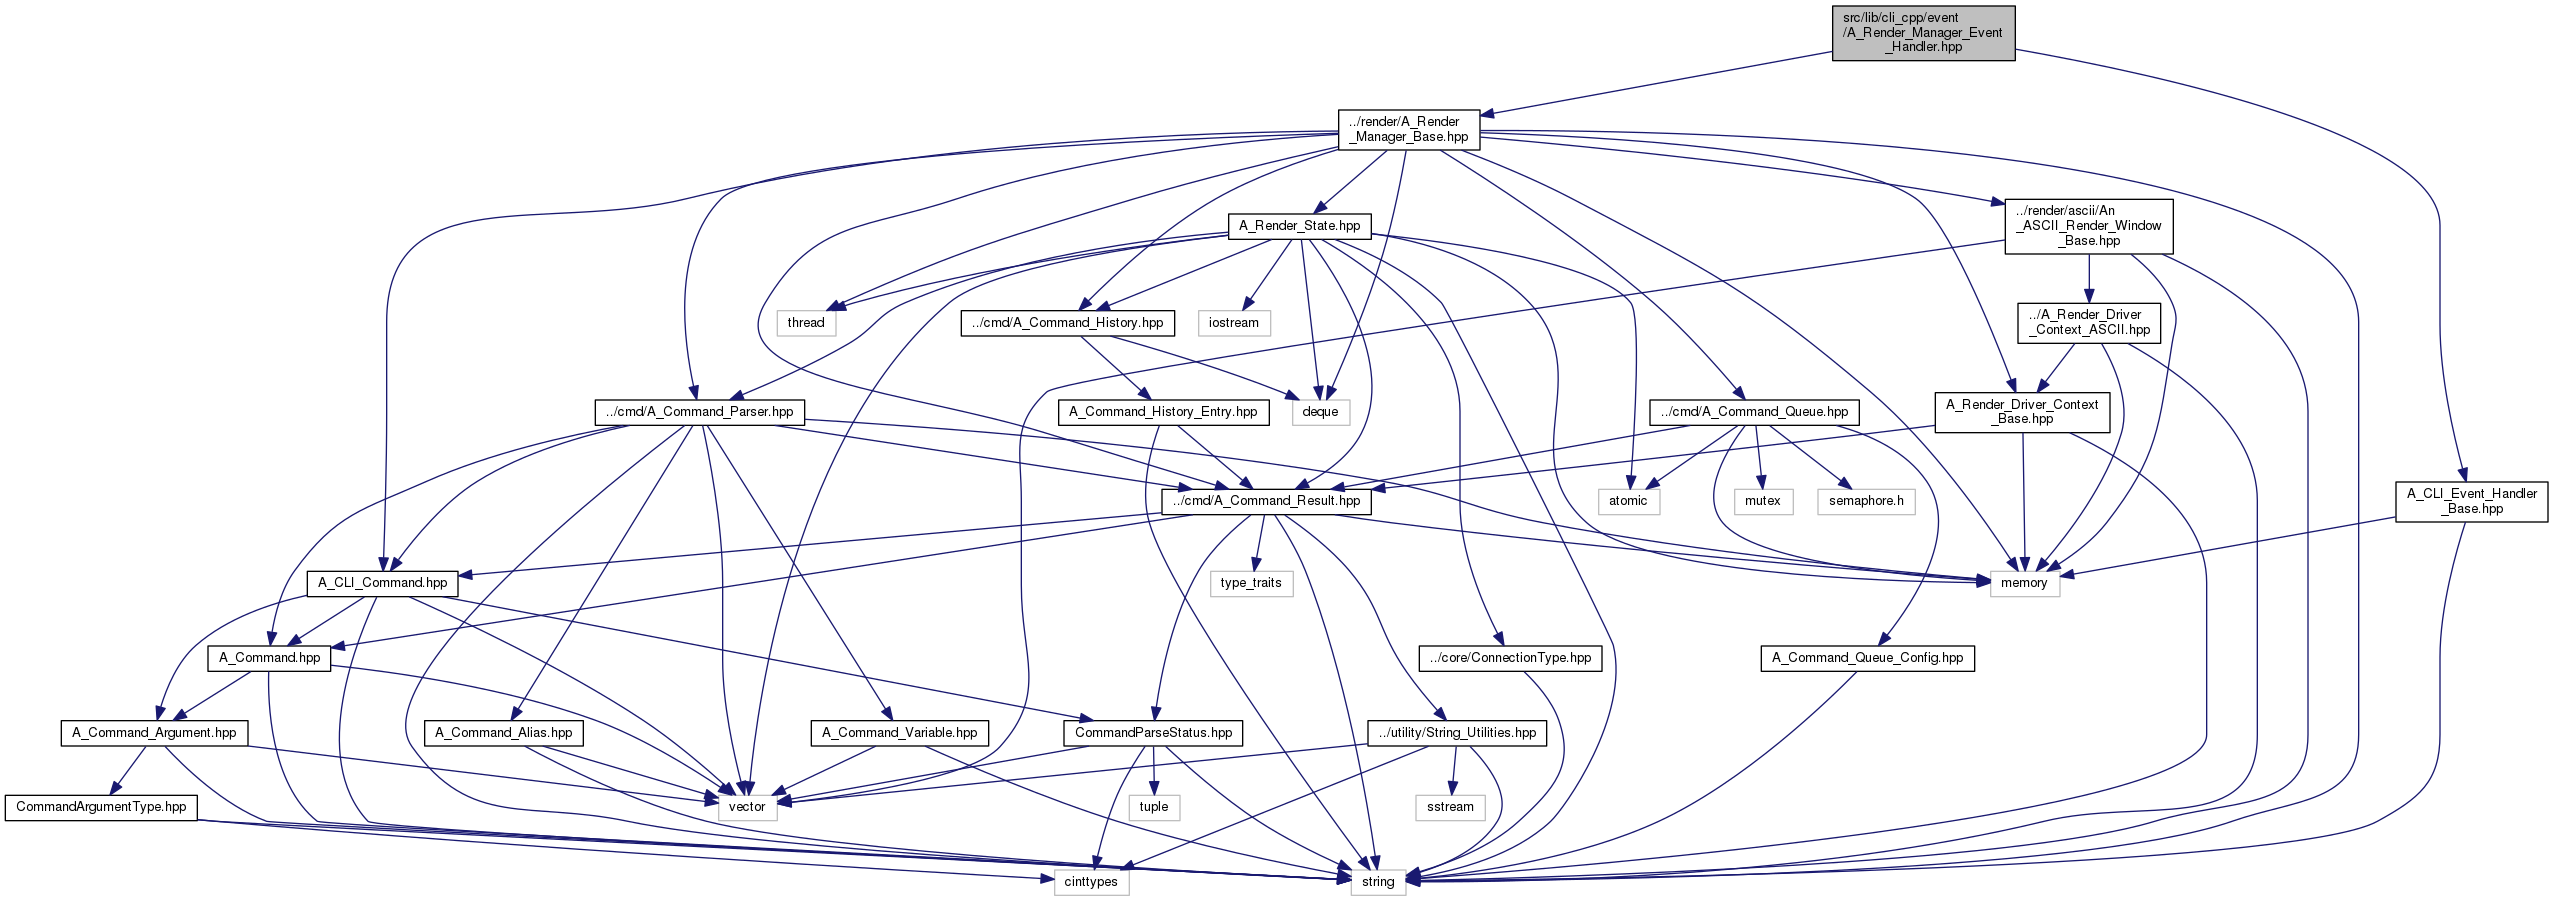 src/lib/cli_cpp/event
/A_Render_Manager_Event
_Handler.hpp
../render/A_Render
_Manager_Base.hpp
../render/ascii/An
_ASCII_Render_Window
_Base.hpp
A_Render_State.hpp
thread
../cmd/A_Command_History.hpp
iostream
../A_Render_Driver
_Context_ASCII.hpp
../cmd/A_Command_Parser.hpp
A_Command_History_Entry.hpp
deque
../cmd/A_Command_Queue.hpp
A_Render_Driver_Context
_Base.hpp
../cmd/A_Command_Result.hpp
atomic
mutex
semaphore.h
A_CLI_Event_Handler
_Base.hpp
A_CLI_Command.hpp
type_traits
memory
A_Command.hpp
../core/ConnectionType.hpp
A_Command_Queue_Config.hpp
A_Command_Argument.hpp
A_Command_Alias.hpp
A_Command_Variable.hpp
CommandParseStatus.hpp
../utility/String_Utilities.hpp
CommandArgumentType.hpp
vector
tuple
sstream
cinttypes
string